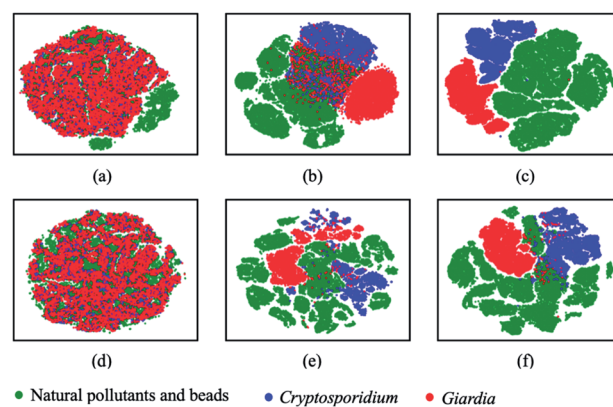 (a) (b) (c)
(d) (e) (f)
Natural pollutants and beads Cryptosporidium Giardia